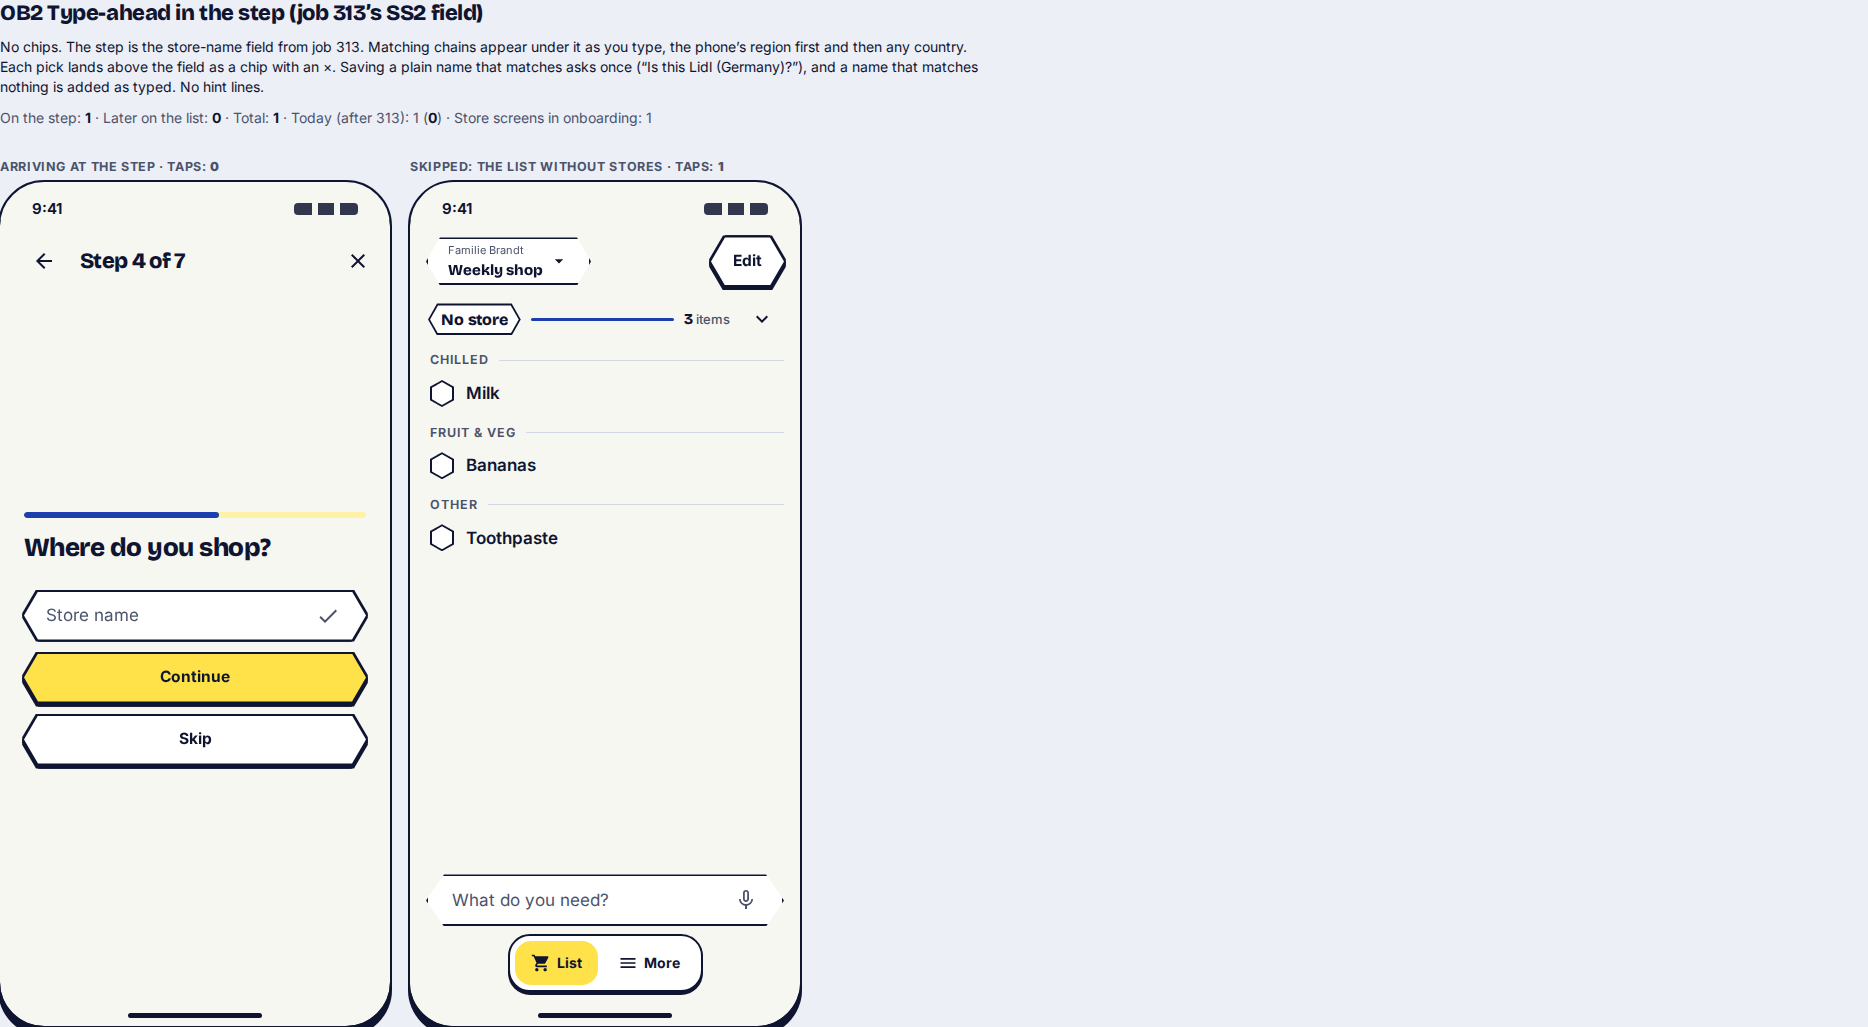 OB2 Type-ahead in the step (job 313’s SS2 field)
No chips. The step is the store-name field from job 313. Matching chains appear under it as you type, the phone’s region first and then any country.
Each pick lands above the field as a chip with an ×. Saving a plain name that matches asks once (“Is this Lidl (Germany)?”), and a name that matches
nothing is added as typed. No hint lines.
On the step: 1 · Later on the list: 0 · Total: 1 · Today (after 313): 1 (0) · Store screens in onboarding: 1
ARRIVING AT THE STEP · TAPS: 0
9:41
Step 4 of 7
Where do you shop?
Store name
Continue
Skip
SKIPPED: THE LIST WITHOUT STORES · TAPS: 1
9:41
Familie Brandt
Weekly shop
Edit
No store
3 items
CHILLED
Milk
FRUIT & VEG
Bananas
OTHER
Toothpaste
What do you need?
List
More